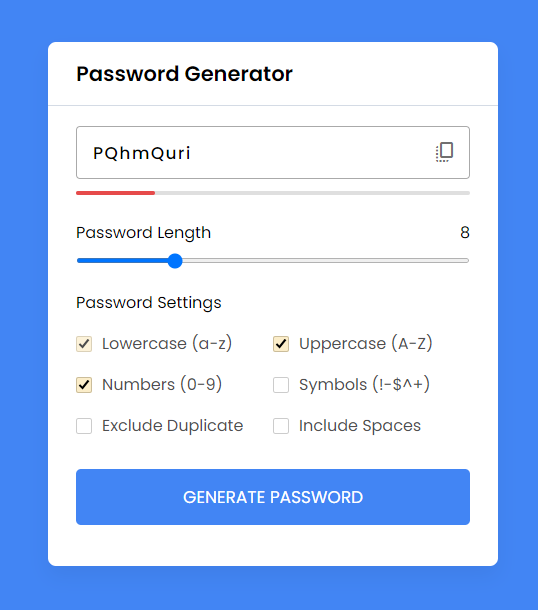 Password Generator
PQhmQuri
Password Length 8
Password Settings
Lowercase (a-z) Uppercase (A-Z)
Numbers (0-9) Symbols (!-$^+)
Exclude Duplicate Include Spaces
GENERATE PASSWORD